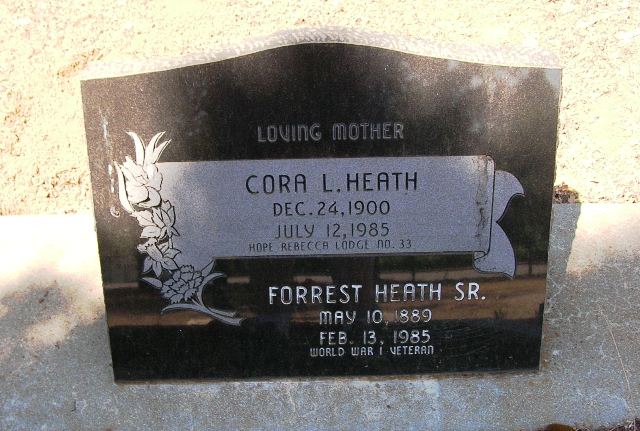 LOVING MOTHER
CORA L. HEATH
DEC. 24, 1900
JULY 12, 1985
HOPE REBECCA LODGE NO. 33
FORREST HEATH SR.
MAY 10, 1889
FEB. 13, 1985
WORLD WAR I VETERAN